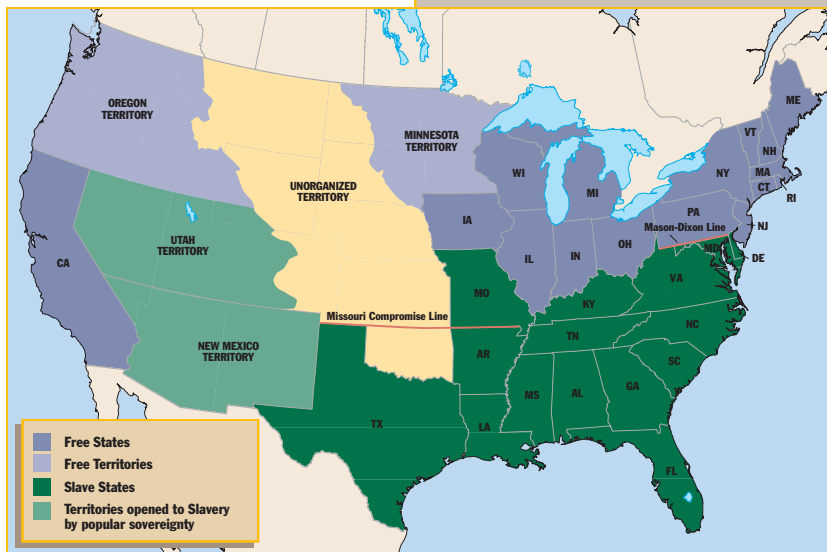 OREGON
TERRITORY
MINNESOTA
TERRITORY
UNORGANIZED
TERRITORY
UTAH
TERRITORY
NEW MEXICO
TERRITORY
CA
WI
MI
IA
IL
IN
OH
ME
VT
NH
NY
MA
CT
RI
PA
NJ
Mason-Dixon Line
MD
DE
MO
KY
VA
Missouri Compromise Line
TN
NC
AR
SC
MS
AL
GA
TX
LA
FL
Free States
Free Territories
Slave States
Territories opened to Slavery
by popular sovereignty